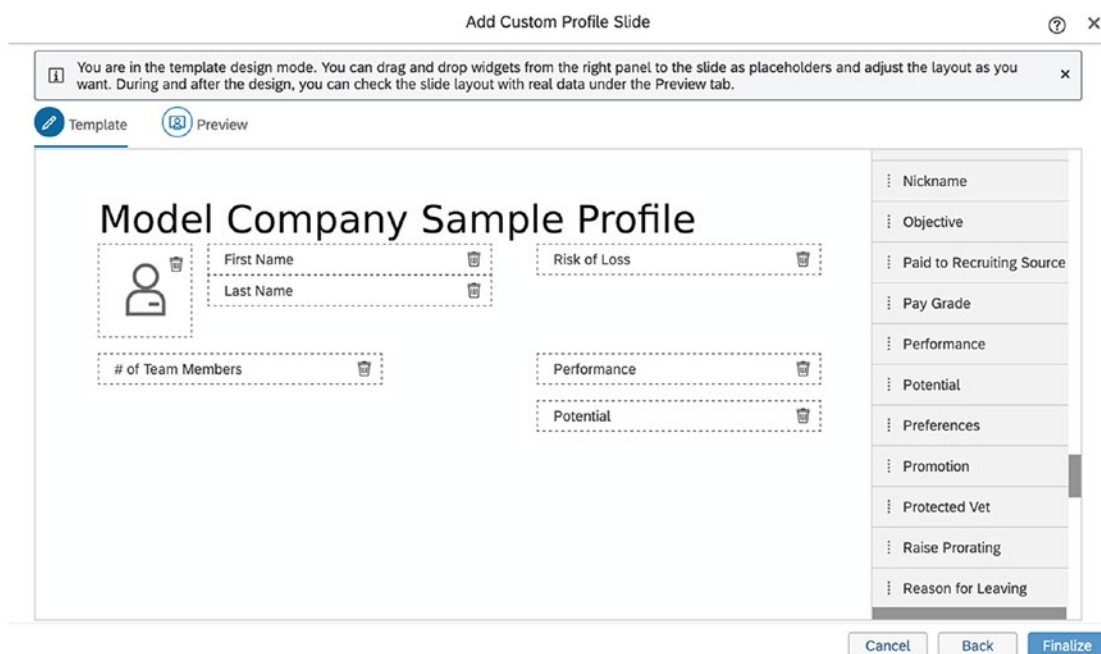 Add Custom Profile Slide
You are in the template design mode. You can drag and drop widgets from the right panel to the slide as placeholders and adjust the layout as you
want. During and after the design, you can check the slide layout with real data under the Preview tab.
Template
Preview
Model Company Sample Profile
First Name
Risk of Loss
Last Name
# of Team Members
Performance
Potential
Nickname
Objective
Paid to Recruiting Source
Pay Grade
Performance
Potential
Preferences
Promotion
Protected Vet
Raise Prorating
Reason for Leaving
Cancel
Back
Finalize